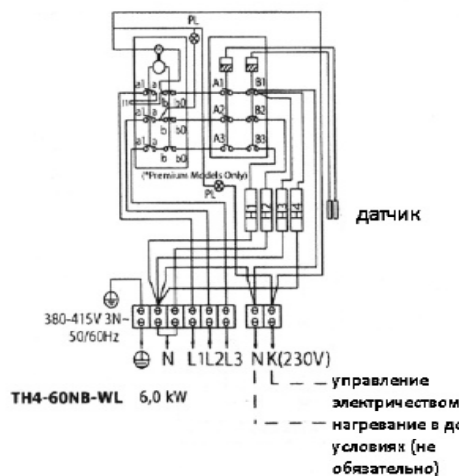 PL
A1 B1
a1 a b b0
A2 B2
a1 a b b0
A3 B3
a1 a b b0
(*Premium Models Only)
PL
H1 H2 H3 H4
датчик
380-415V 3N~
50/60Hz
N L1L2L3 N K(230V)
TH4-60NB-WL 6,0 kW
управление
электричеством
нагревание в до
условиях (не
обязательно)